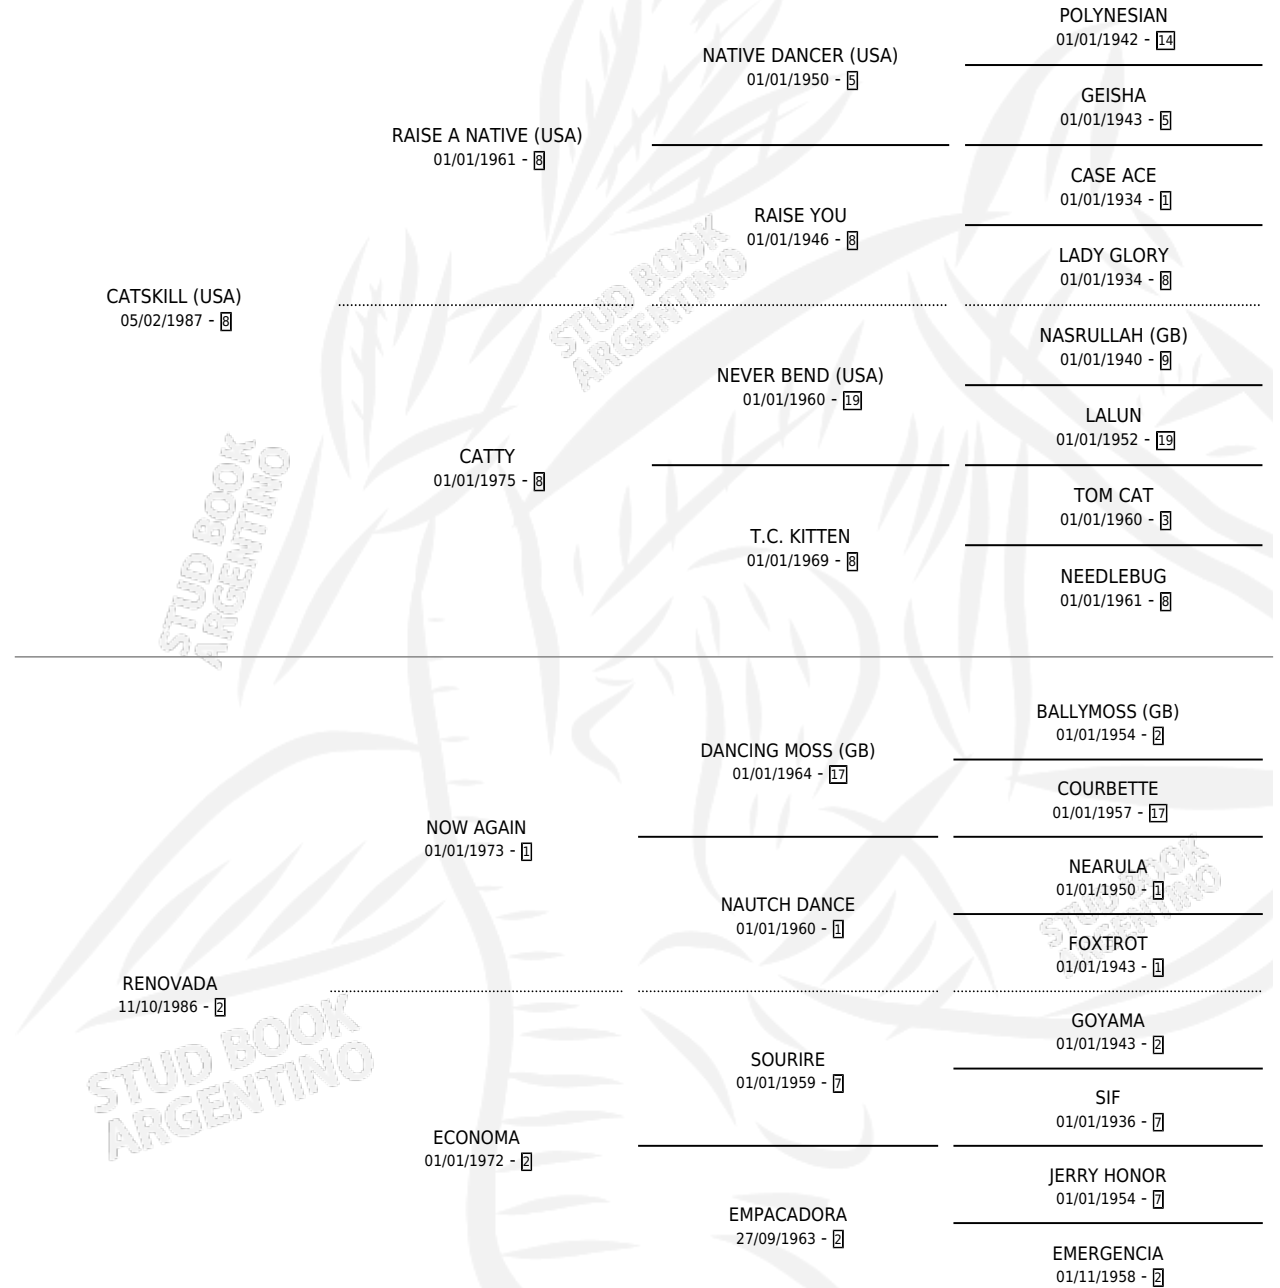 POLYNESIAN
01/01/1942 - 14
NATIVE DANCER (USA)
01/01/1950 - 5
GEISHA
01/01/1943 - 5
RAISE A NATIVE (USA)
01/01/1961 - 8
CASE ACE
01/01/1934 - 1
RAISE YOU
01/01/1946 - 8
LADY GLORY
01/01/1934 - 8
CATSKILL (USA)
05/02/1987 - 8
NASRULLAH (GB)
01/01/1940 - 9
NEVER BEND (USA)
01/01/1960 - 19
LALUN
01/01/1952 - 19
CATTY
01/01/1975 - 8
TOM CAT
01/01/1960 - 3
T.C. KITTEN
01/01/1969 - 8
NEEDLEBUG
01/01/1961 - 8
STUD BOOK
ARGENTINO
STUD BOOK
ARGENTINO
BALLYMOSS (GB)
01/01/1954 - 2
DANCING MOSS (GB)
01/01/1964 - 17
COURBETTE
01/01/1957 - 17
NOW AGAIN
01/01/1973 - 1
NEARULA
01/01/1950 - 1
NAUTCH DANCE
01/01/1960 - 1
FOXTROT
01/01/1943 - 1
RENOVADA
11/10/1986 - 2
GOYAMA
01/01/1943 - 2
SOURIRE
01/01/1959 - 7
SIF
01/01/1936 - 7
ECONOMA
01/01/1972 - 2
JERRY HONOR
01/01/1954 - 7
EMPACADORA
27/09/1963 - 2
EMERGENCIA
01/11/1958 - 2
STUD BOOK
ARGENTINO
STUD BOOK
ARGENTINO